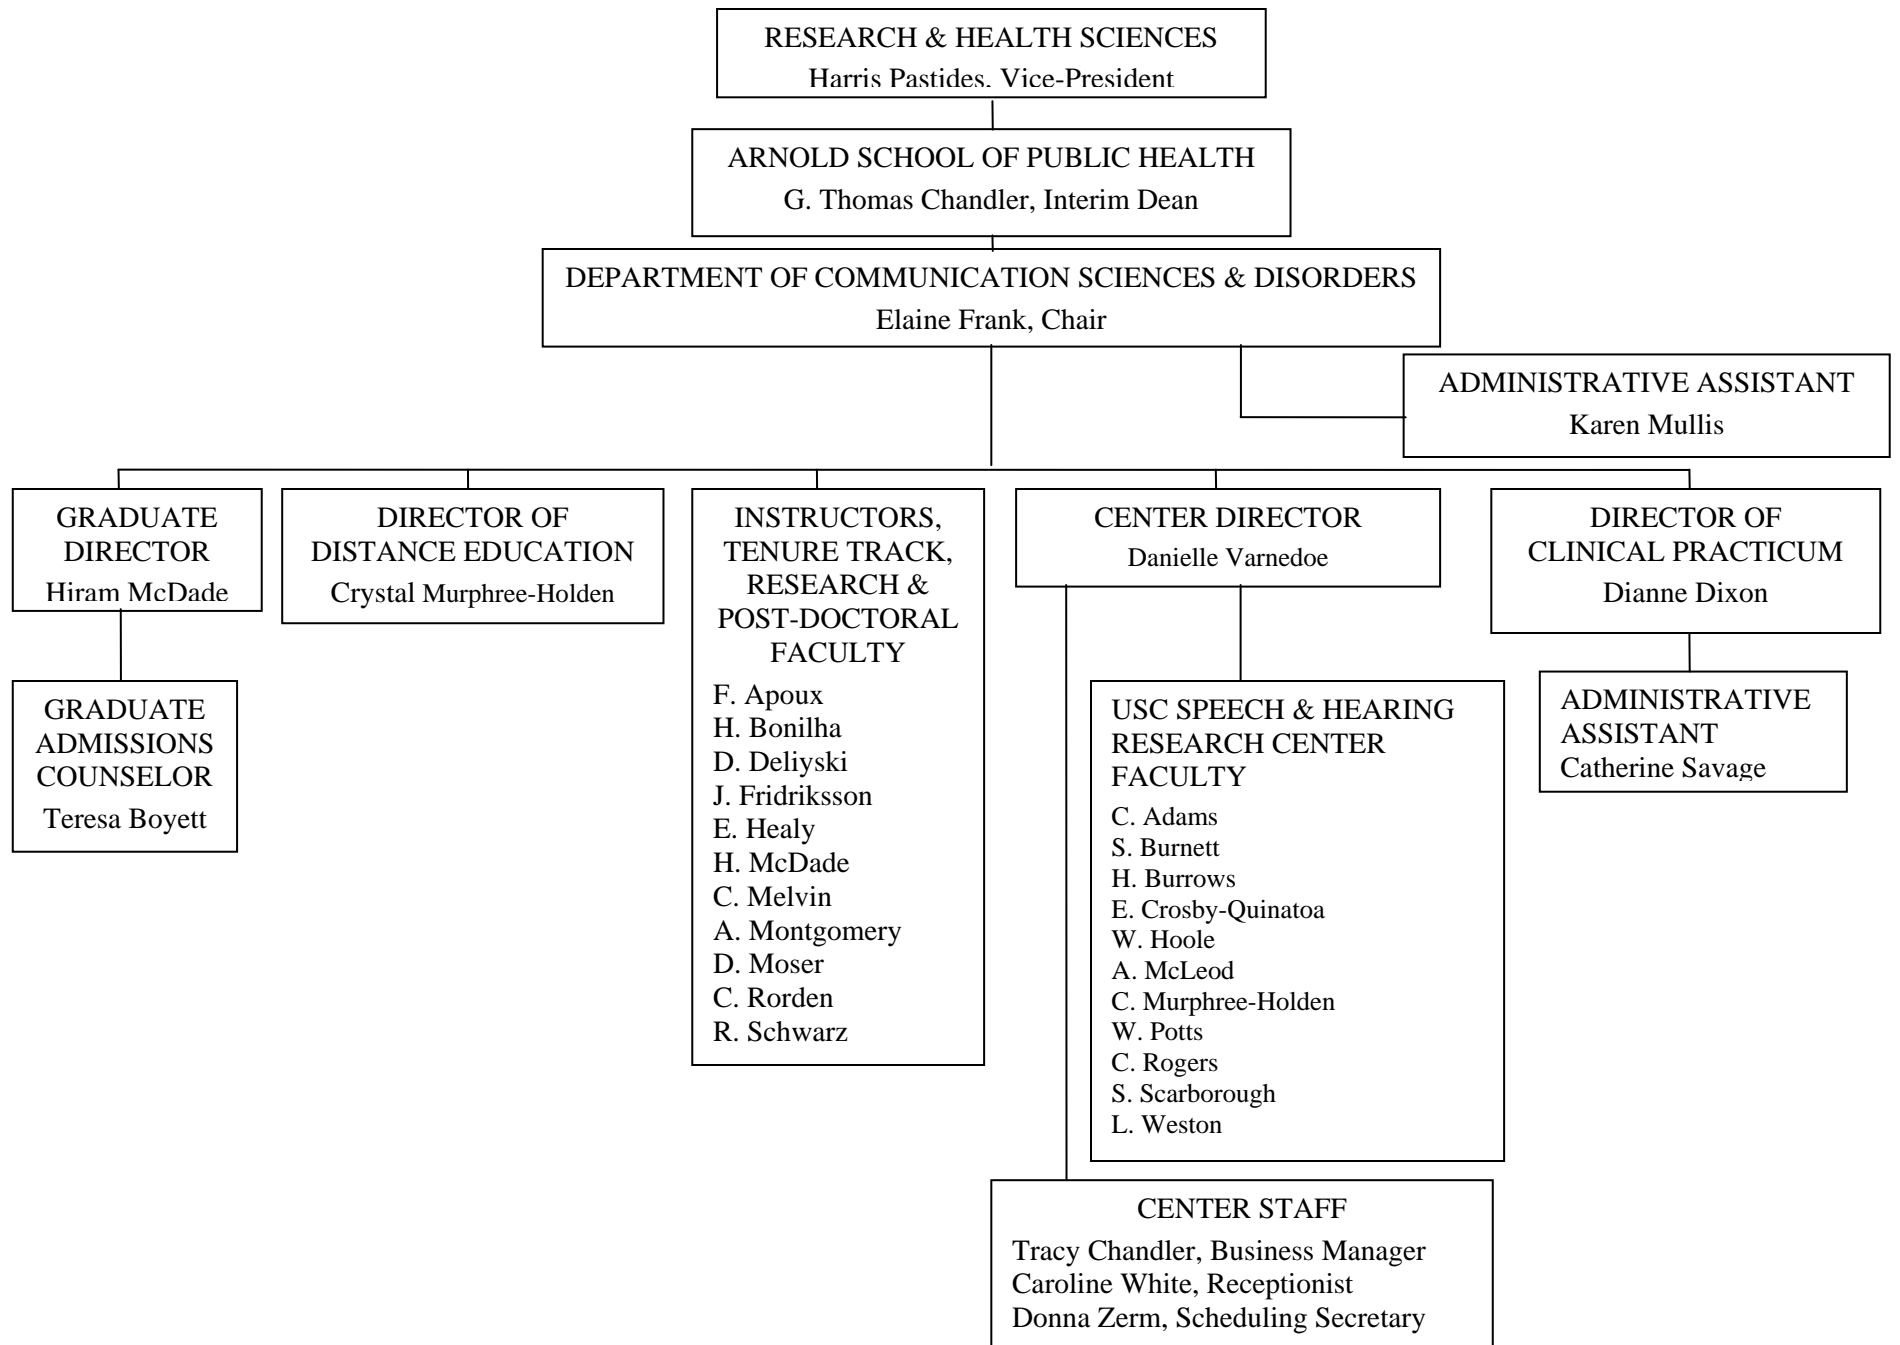 RESEARCH & HEALTH SCIENCES
Harris Pastides, Vice-President
ARNOLD SCHOOL OF PUBLIC HEALTH
G. Thomas Chandler, Interim Dean
DEPARTMENT OF COMMUNICATION SCIENCES & DISORDERS
Elaine Frank, Chair
ADMINISTRATIVE ASSISTANT
Karen Mullis
GRADUATE
DIRECTOR
Hiram McDade
DIRECTOR OF
DISTANCE EDUCATION
Crystal Murphree-Holden
INSTRUCTORS,
TENURE TRACK,
RESEARCH &
POST-DOCTORAL
FACULTY
F. Apoux
H. Bonilha
D. Deliyski
J. Fridriksson
E. Healy
H. McDade
C. Melvin
A. Montgomery
D. Moser
C. Rorden
R. Schwarz
CENTER DIRECTOR
Danielle Varnedoe
DIRECTOR OF
CLINICAL PRACTICUM
Dianne Dixon
GRADUATE
ADMISSIONS
COUNSELOR
Teresa Boyett
USC SPEECH & HEARING
RESEARCH CENTER
FACULTY
C. Adams
S. Burnett
H. Burrows
E. Crosby-Quinatoa
W. Hoole
A. McLeod
C. Murphree-Holden
W. Potts
C. Rogers
S. Scarborough
L. Weston
ADMINISTRATIVE
ASSISTANT
Catherine Savage
CENTER STAFF
Tracy Chandler, Business Manager
Caroline White, Receptionist
Donna Zerm, Scheduling Secretary